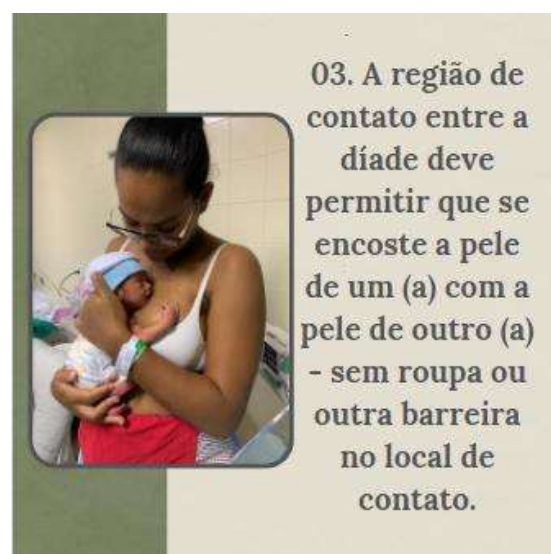 03. A região de
contato entre a
díade deve
permitir que se
encoste a pele
de um (a) com a
pele de outro (a)
- sem roupa ou
outra barreira
no local de
contato.